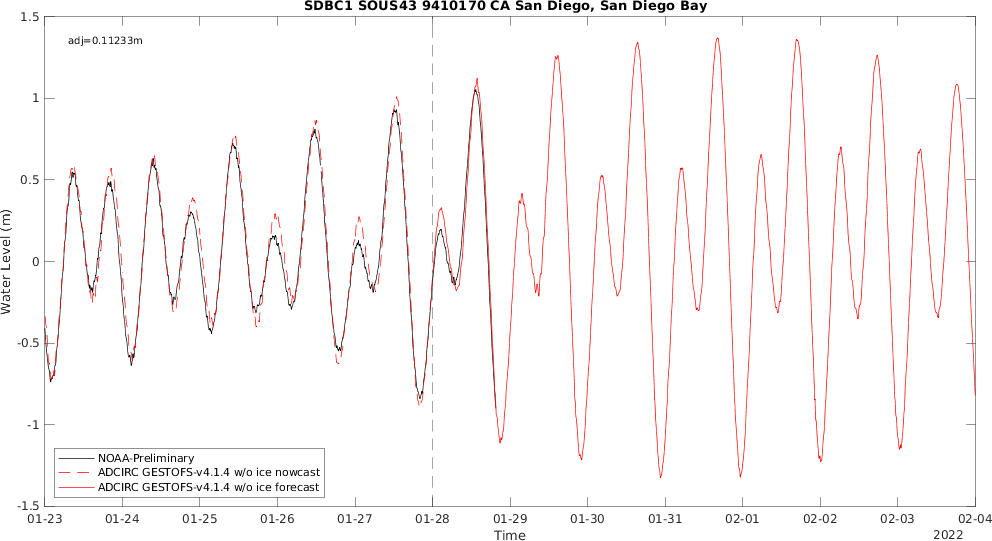 SDBC1 SOUS43 9410170 CA San Diego, San Diego Bay
adj=0.11233m
1.5
1
0.5
0
-0.5
-1
-1.5
Water Level (m)
NOAA-Preliminary
ADCIRC GESTOFS-v4.1.4 w/o ice nowcast
ADCIRC GESTOFS-v4.1.4 w/o ice forecast
01-23 01-24 01-25 01-26 01-27 01-28 01-29 01-30 01-31 02-01 02-02 02-03 02-04
Time
2022